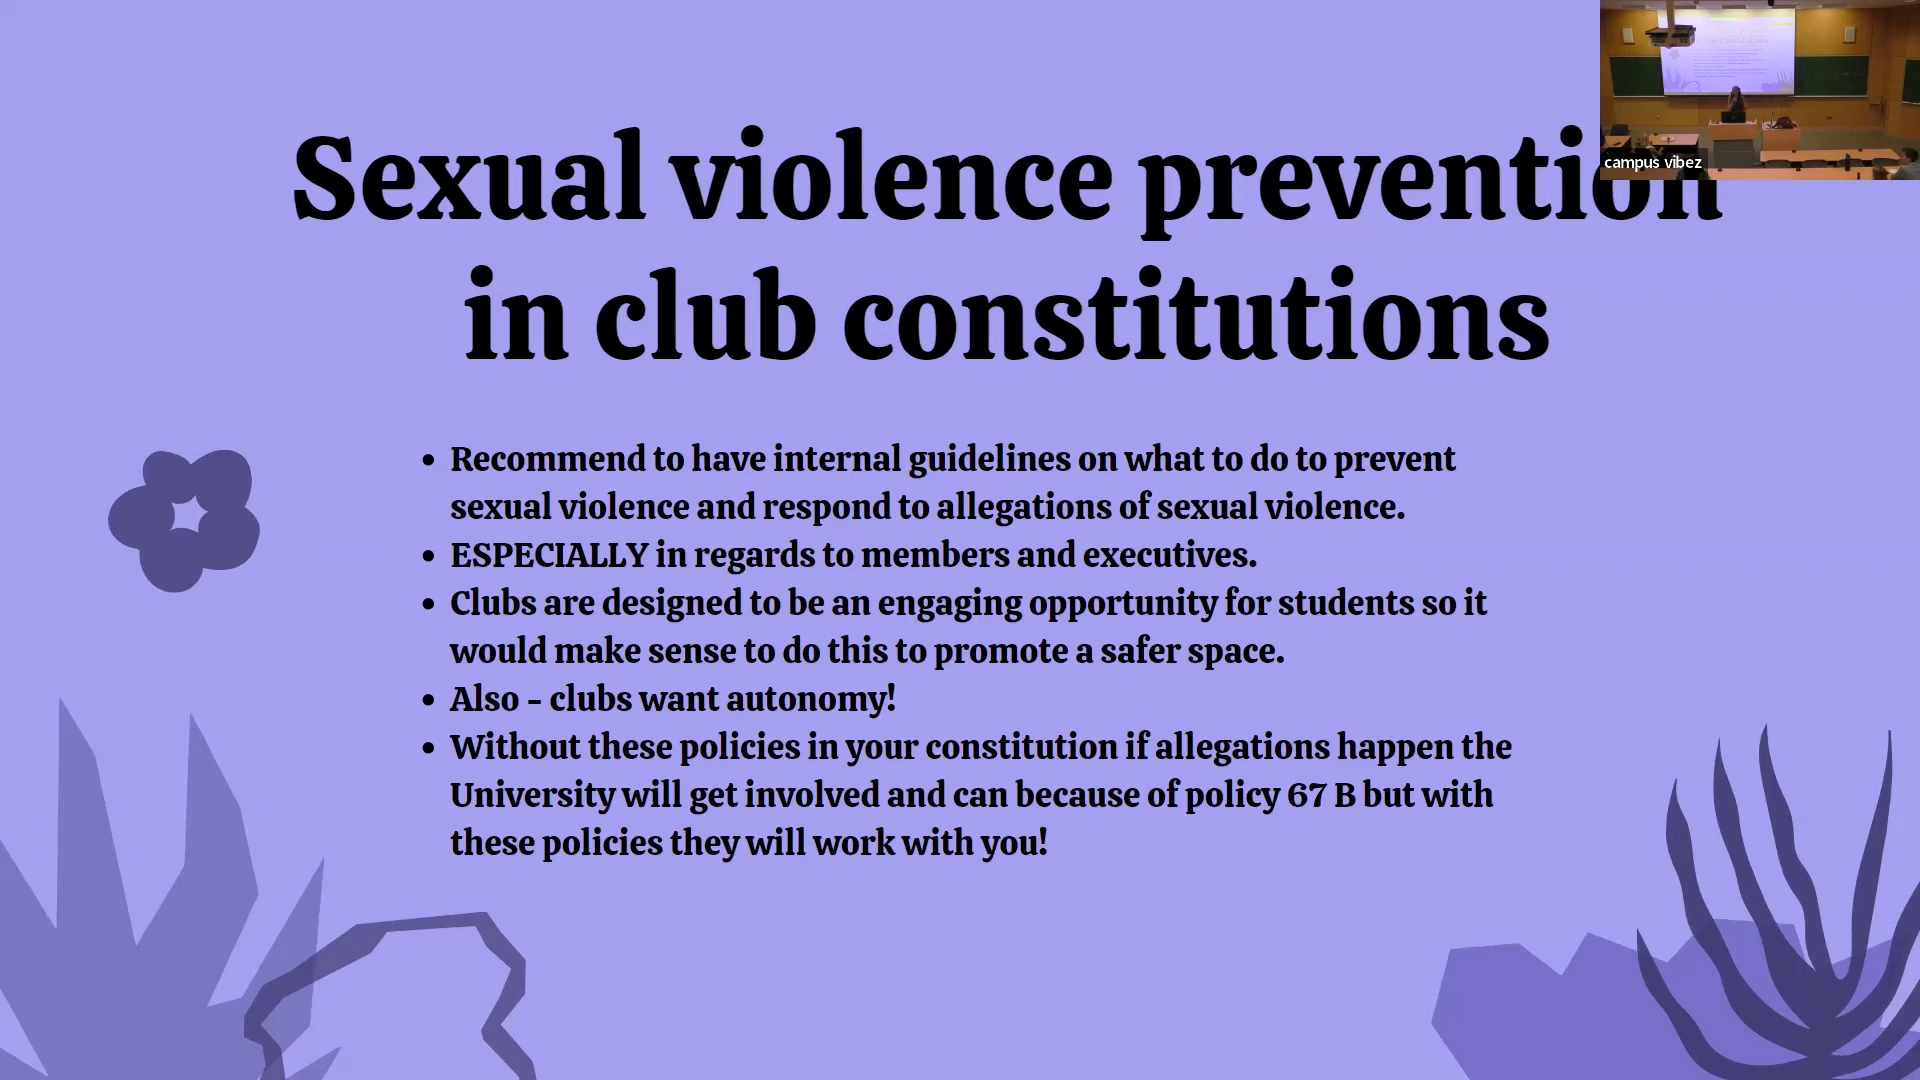 campus vibez
Sexual violence prevention
in club constitutions
• Recommend to have internal guidelines on what to do to prevent
sexual violence and respond to allegations of sexual violence.
• ESPECIALLY in regards to members and executives.
• Clubs are designed to be an engaging opportunity for students so it
would make sense to do this to promote a safer space.
• Also - clubs want autonomy!
• Without these policies in your constitution if allegations happen the
University will get involved and can because of policy 67 B but with
these policies they will work with you!